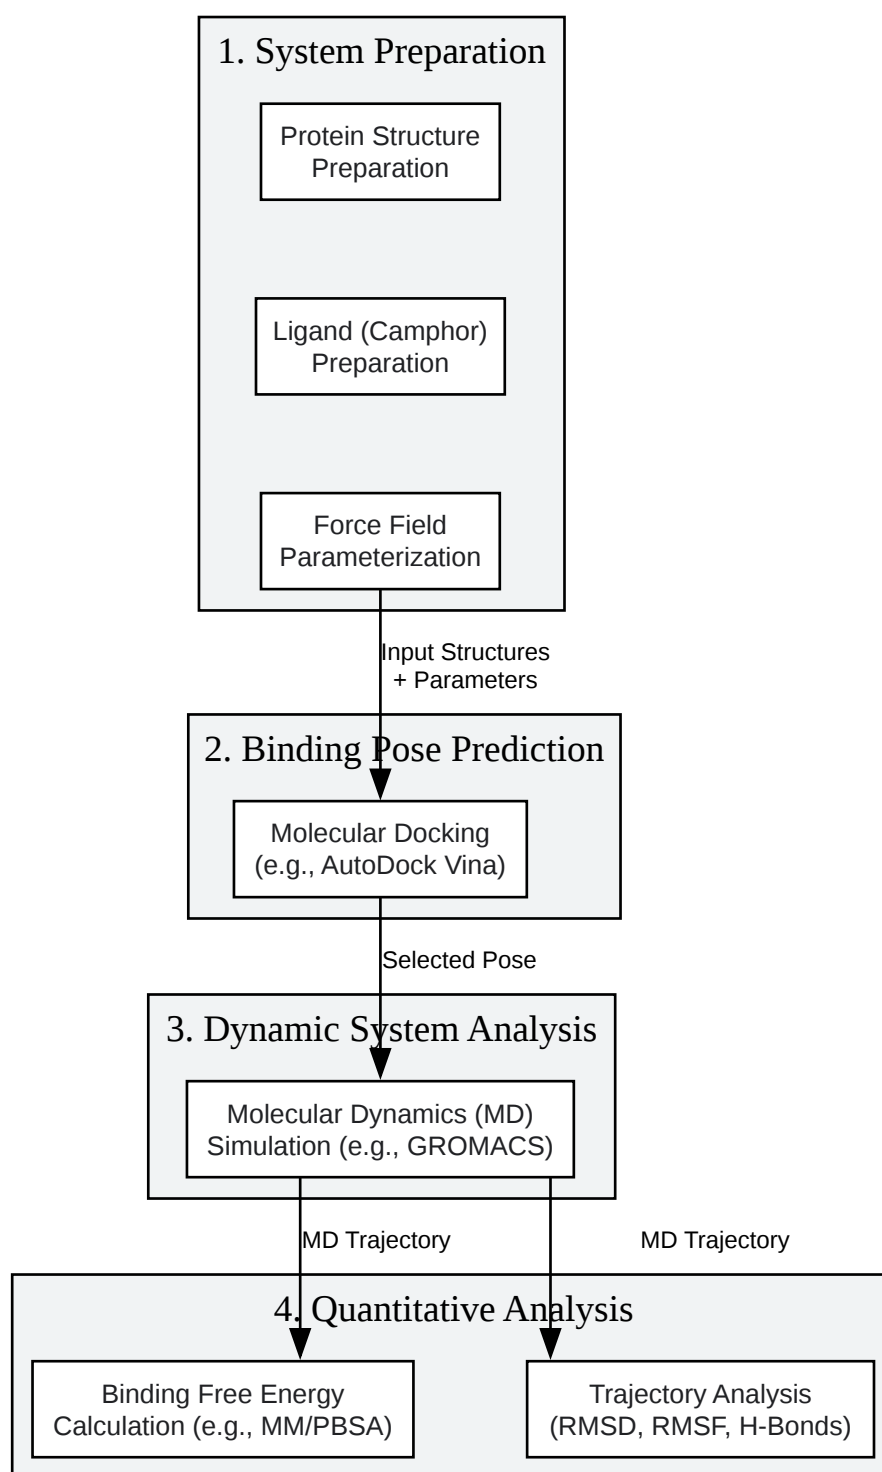 1. System Preparation
Protein Structure
Preparation
Ligand (Camphor)
Preparation
Force Field
Parameterization
Input Structures
+ Parameters
2. Binding Pose Prediction
Molecular Docking
(e.g., AutoDock Vina)
Selected Pose
3. Dynamic System Analysis
Molecular Dynamics (MD)
Simulation (e.g., GROMACS)
MD Trajectory
MD Trajectory
4. Quantitative Analysis
Binding Free Energy
Calculation (e.g., MM/PBSA)
Trajectory Analysis
(RMSD, RMSF, H-Bonds)